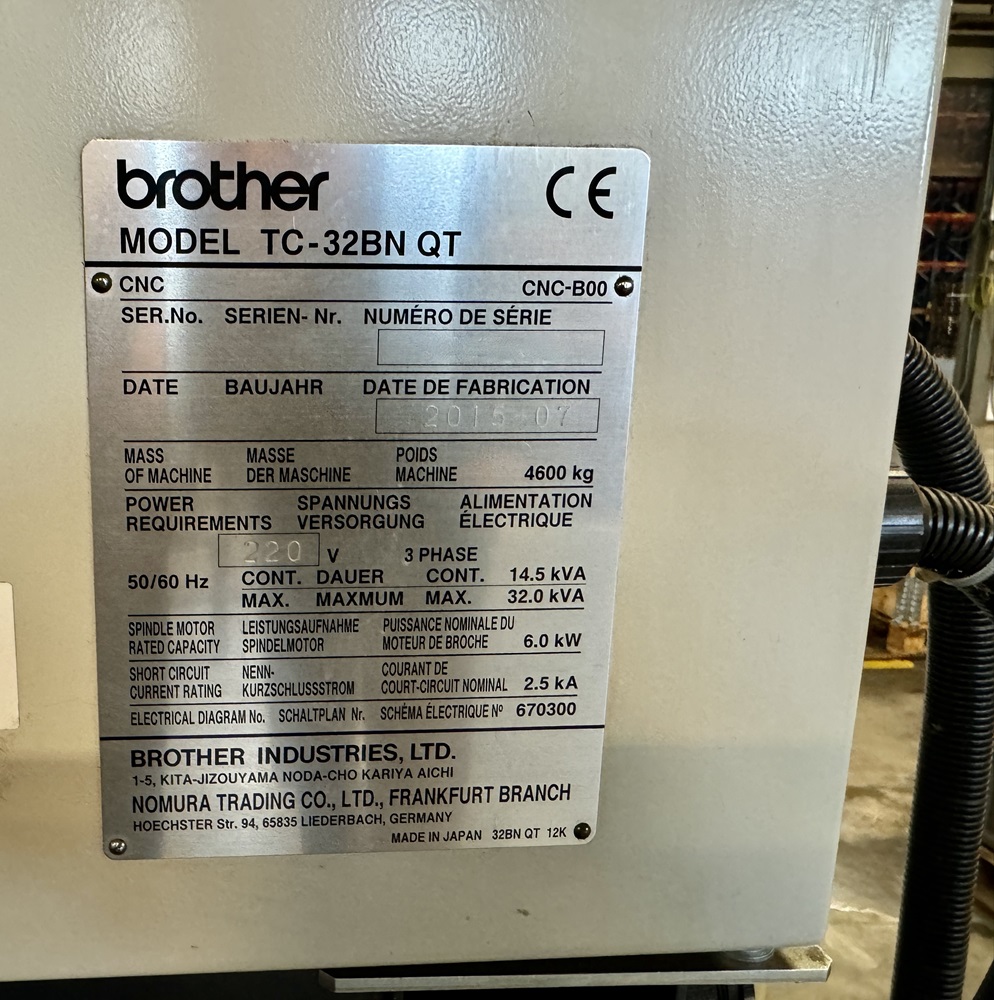 brother CE
MODEL TC-32BN QT
CNC CNC-B00
SER.No. SERIEN- Nr. NUMÉRO DE SÉRIE
DATE BAUJAHR DATE DE FABRICATION
2015-07
MASS MASSE POIDS
OF MACHINE DER MASCHINE MACHINE 4600 kg
POWER SPANNUNGS ALIMENTATION
REQUIREMENTS VERSORGUNG ÉLECTRIQUE
220 V 3 PHASE
50/60 Hz CONT. DAUER CONT. 14.5 kVA
MAX. MAXMUM MAX. 32.0 kVA
SPINDLE MOTOR LEISTUNGSAUFNAHME PUISSANCE NOMINALE DU
RATED CAPACITY SPINDELMOTOR MOTEUR DE BROCHE 6.0 kW
SHORT CIRCUIT NENN- COURANT DE
CURRENT RATING KURZSCHLUSSSTROM COURT-CIRCUIT NOMINAL 2.5 kA
ELECTRICAL DIAGRAM No. SCHALTPLAN Nr. SCHÉMA ÉLECTRIQUE Nº 670300
BROTHER INDUSTRIES, LTD.
1-5, KITA-JIZOUYAMA NODA-CHO KARIYA AICHI
NOMURA TRADING CO., LTD., FRANKFURT BRANCH
HOECHSTER Str. 94, 65835 LIEDERBACH, GERMANY
MADE IN JAPAN 32BN QT 12K